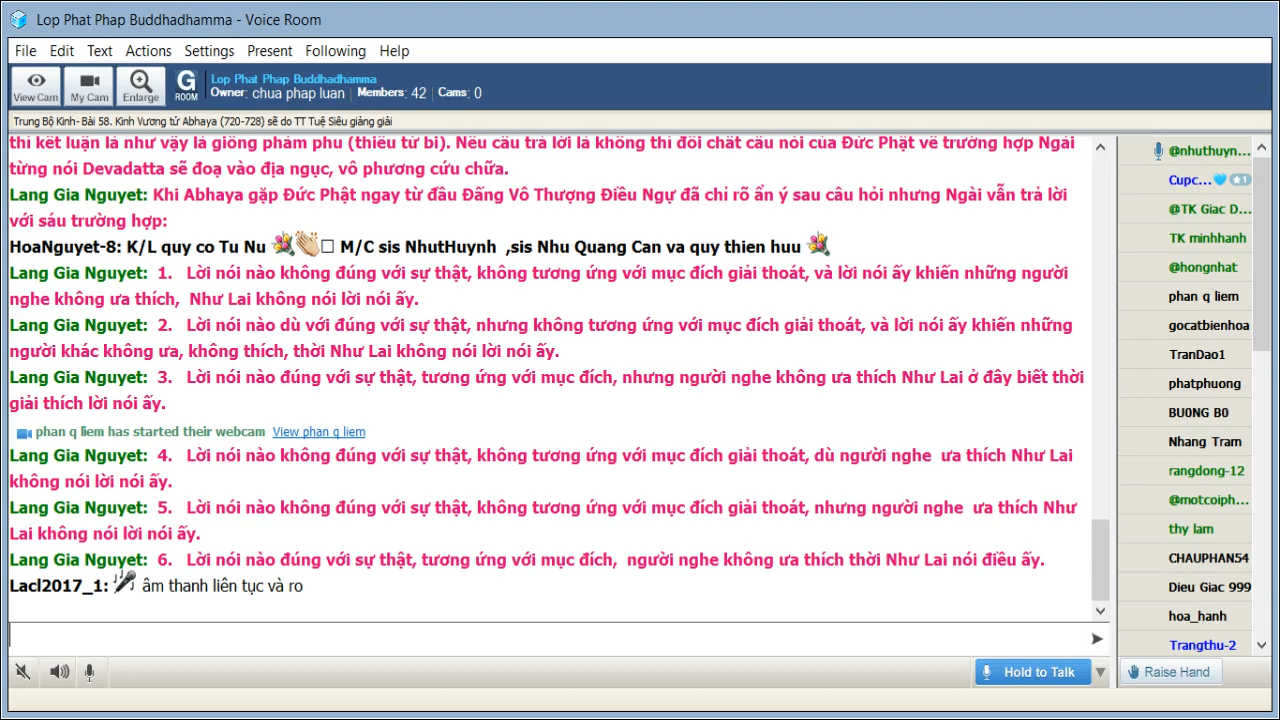 Lop Phat Phap Buddhadhamma - Voice Room
File Edit Text Actions Settings Present Following Help
View Cam My Cam Enlarge G ROOM
Lop Phat Phap Buddhadhamma
Owner: chua phap luan Members: 42 Cams: 0
Trung Bộ Kinh- Bài 58. Kinh Vương tử Abhaya (720-728) sẽ do TT Tuệ Siêu giảng giải
thì kết luận là như vậy là giống phàm phu (thiếu từ bi). Nếu câu trả lời là không thì đối chất câu nói của Đức Phật về trường hợp Ngài
từng nói Devadatta sẽ đoạ vào địa ngục, vô phương cứu chữa.
Lang Gia Nguyet: Khi Abhaya gặp Đức Phật ngay từ đầu Đấng Vô Thượng Điều Ngự đã chỉ rõ ẩn ý sau câu hỏi nhưng Ngài vẫn trả lời
với sáu trường hợp:
HoaNguyet-8: K/L quy co Tu Nu M/C sis NhutHuynh ,sis Nhu Quang Can va quy thien huu
Lang Gia Nguyet: 1. Lời nói nào không đúng với sự thật, không tương ứng với mục đích giải thoát, và lời nói ấy khiến những người
nghe không ưa thích, Như Lai không nói lời nói ấy.
Lang Gia Nguyet: 2. Lời nói nào dù với đúng với sự thật, nhưng không tương ứng với mục đích giải thoát, và lời nói ấy khiến những
người khác không ưa, không thích, thời Như Lai không nói lời nói ấy.
Lang Gia Nguyet: 3. Lời nói nào đúng với sự thật, tương ứng với mục đích, nhưng người nghe không ưa thích Như Lai ở đây biết thời
giải thích lời nói ấy.
phan q liem has started their webcam View phan q liem
Lang Gia Nguyet: 4. Lời nói nào không đúng với sự thật, không tương ứng với mục đích giải thoát, dù người nghe ưa thích Như Lai
không nói lời nói ấy.
Lang Gia Nguyet: 5. Lời nói nào không đúng với sự thật, không tương ứng với mục đích giải thoát, nhưng người nghe ưa thích Như
Lai không nói lời nói ấy.
Lang Gia Nguyet: 6. Lời nói nào đúng với sự thật, tương ứng với mục đích, người nghe không ưa thích thời Như Lai nói điều ấy.
Lacl2017_1: âm thanh liên tục và ro
Hold to Talk
@nhuthuyn...
Cupc... 1
@TK Giac D...
TK minhhanh
@hongnhat
phan q liem
gocatbienhoa
TranDao1
phatphuong
BU0NG B0
Nhang Tram
rangdong-12
@motcoiph...
thy lam
CHAUPHAN54
Dieu Giac 999
hoa_hanh
Trangthu-2
Raise Hand